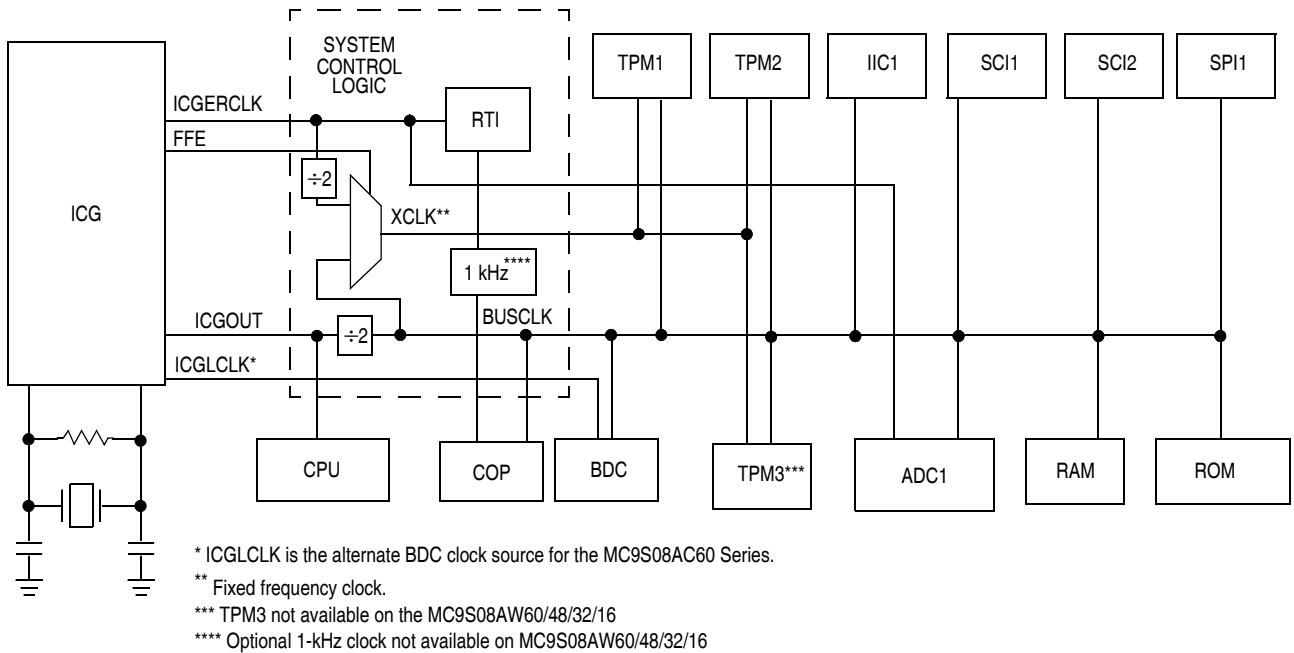 SYSTEM
CONTROL
LOGIC
TPM1
TPM2
IIC1
SCI1
SCI2
SPI1
ICGERCLK
RTI
FFE
÷2
ICG
XCLK**
1 kHz****
ICGOUT
÷2
BUSCLK
ICGLCLK*
CPU
COP
BDC
TPM3***
ADC1
RAM
ROM
* ICGLCLK is the alternate BDC clock source for the MC9S08AC60 Series.
** Fixed frequency clock.
*** TPM3 not available on the MC9S08AW60/48/32/16
**** Optional 1-kHz clock not available on MC9S08AW60/48/32/16